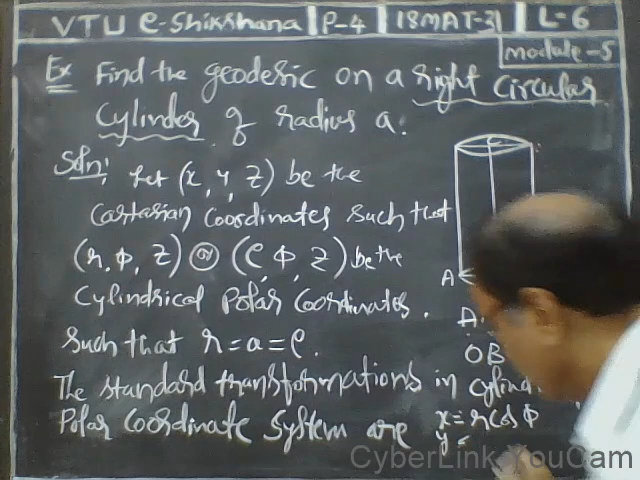 VTU e-Shikshana | P-4 | 18MAT-31 | L-6
module-5
Ex Find the geodesic on a right Circular
Cylinder of radius a.
Soln: Let (x, y, z) be the
Cartesian Coordinates such that
(r, φ, z) or (ρ, φ, z) be the
Cylindrical Polar Coordinates.
A
A
such that r = a = ρ.
OB
The standard transformations in
x = r cos φ
Polar Coordinate System are
y =
CyberLink YouCam